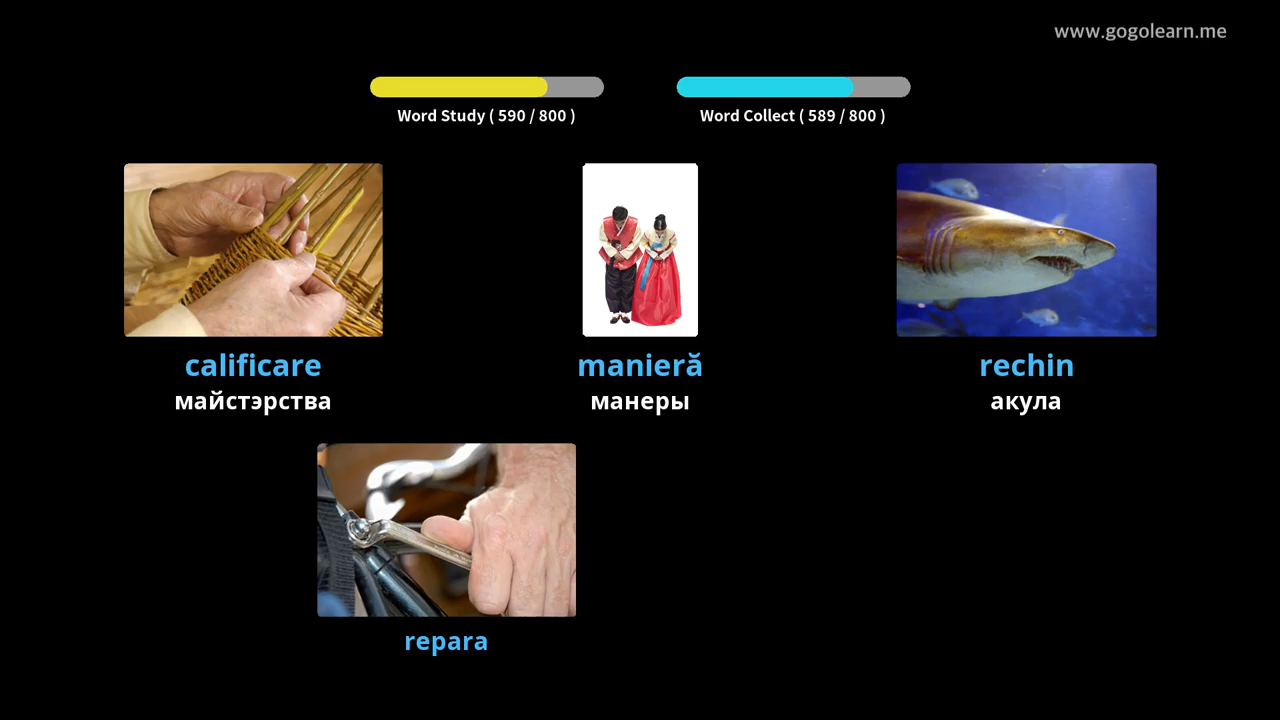 www.gogolearn.me
Word Study ( 590 / 800 )
Word Collect ( 589 / 800 )
calificare
майстэрства
manieră
манеры
rechin
акула
repara